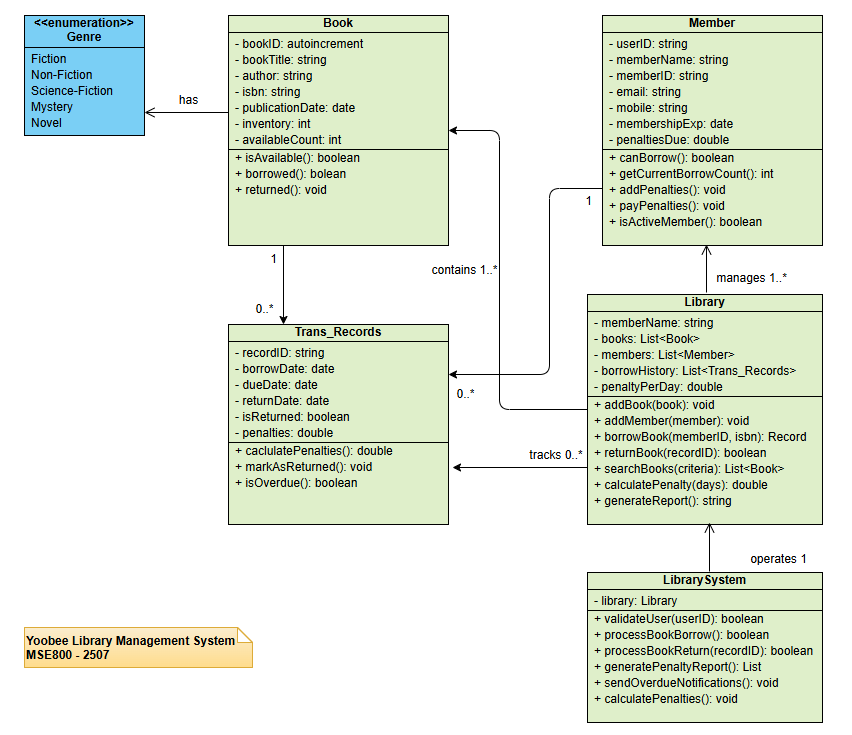 <<enumeration>>
Genre
Fiction
Non-Fiction
Science-Fiction
Mystery
Novel
has
Book
- bookID: autoincrement
- bookTitle: string
- author: string
- isbn: string
- publicationDate: date
- inventory: int
- availableCount: int
+ isAvailable(): boolean
+ borrowed(): bolean
+ returned(): void
Member
- userID: string
- memberName: string
- memberID: string
- email: string
- mobile: string
- membershipExp: date
- penaltiesDue: double
+ canBorrow(): boolean
+ getCurrentBorrowCount(): int
+ addPenalties(): void
+ payPenalties(): void
+ isActiveMember(): boolean
1
1
contains 1..*
manages 1..*
0..*
Trans_Records
- recordID: string
- borrowDate: date
- dueDate: date
- returnDate: date
- isReturned: boolean
- penalties: double
+ caclulatePenalties(): double
+ markAsReturned(): void
+ isOverdue(): boolean
0..*
tracks 0..*
Library
- memberName: string
- books: List<Book>
- members: List<Member>
- borrowHistory: List<Trans_Records>
- penaltyPerDay: double
+ addBook(book): void
+ addMember(member): void
+ borrowBook(memberID, isbn): Record
+ returnBook(recordID): boolean
+ searchBooks(criteria): List<Book>
+ calculatePenalty(days): double
+ generateReport(): string
operates 1
LibrarySystem
- library: Library
+ validateUser(userID): boolean
+ processBookBorrow(): boolean
+ processBookReturn(recordID): boolean
+ generatePenaltyReport(): List
+ sendOverdueNotifications(): void
+ calculatePenalties(): void
Yoobee Library Management System
MSE800 - 2507